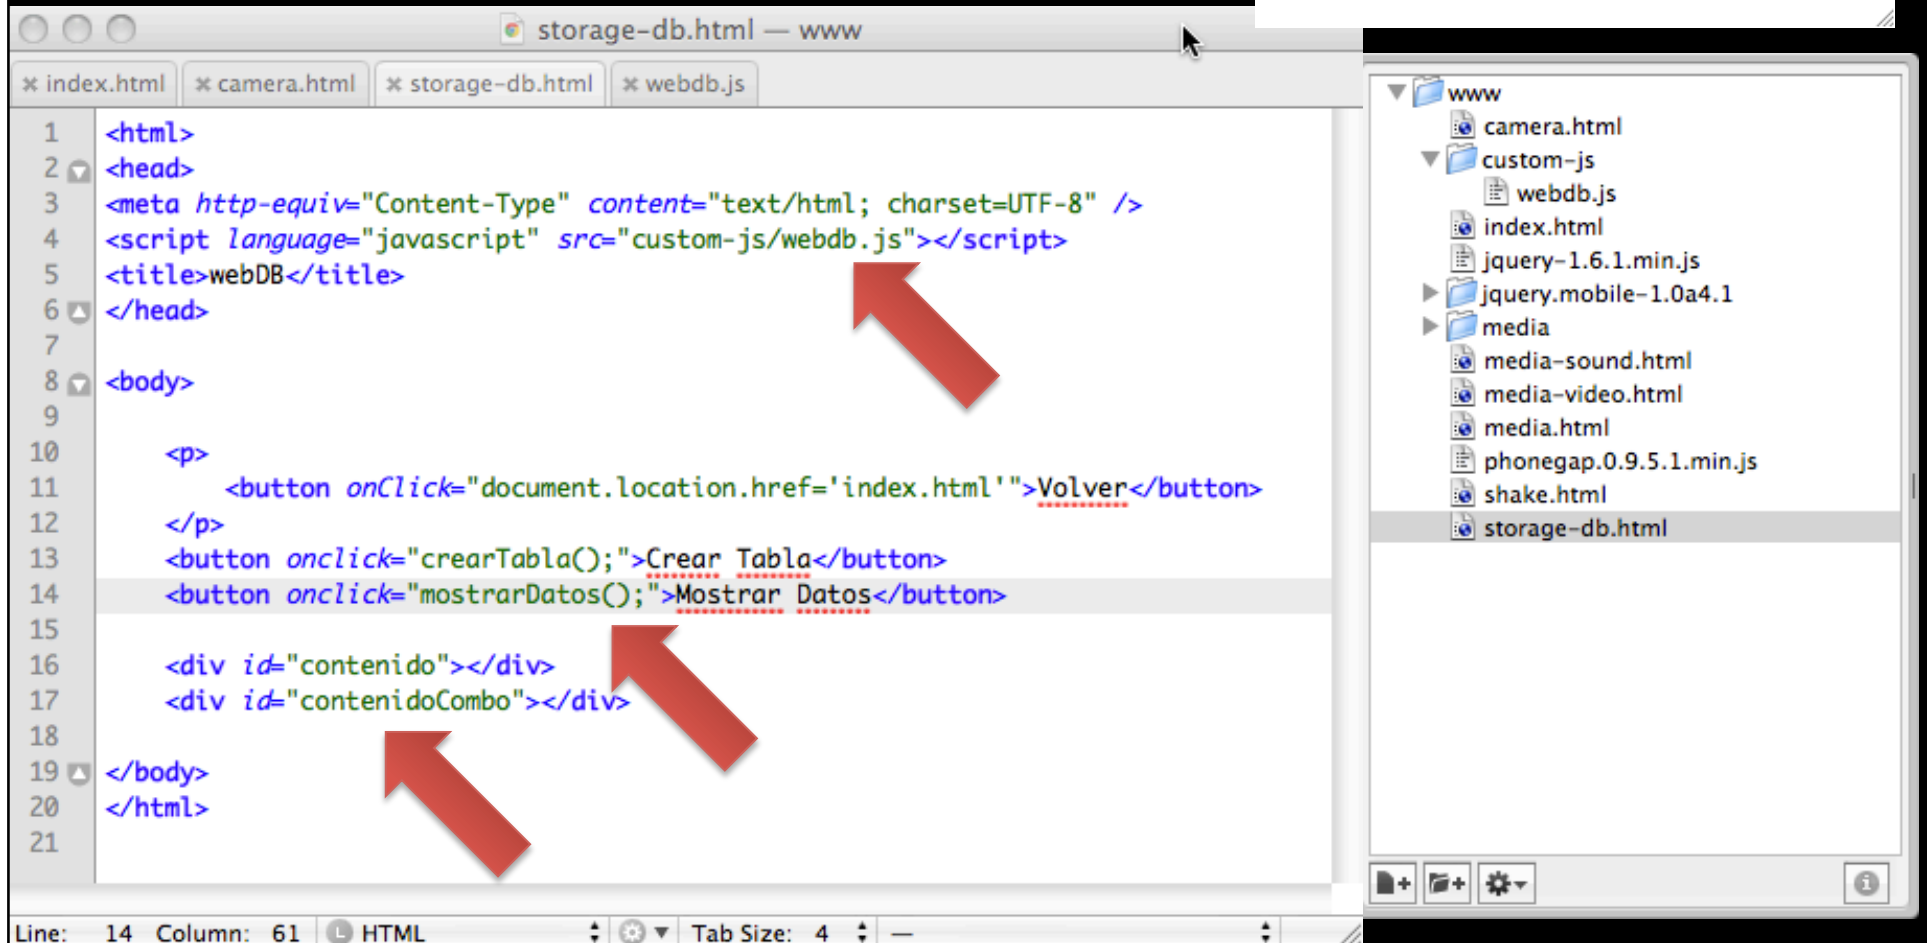 storage-db.html — www
index.html
camera.html
storage-db.html
webdb.js
1 <html>
2 <head>
3 <meta http-equiv="Content-Type" content="text/html; charset=UTF-8" />
4 <script language="javascript" src="custom-js/webdb.js"></script>
5 <title>webDB</title>
6 </head>
7
8 <body>
9
10 <p>
11 <button onClick="document.location.href='index.html'">Volver</button>
12 </p>
13 <button onclick="crearTabla();">Crear Tabla</button>
14 <button onclick="mostrarDatos();">Mostrar Datos</button>
15
16 <div id="contenido"></div>
17 <div id="contenidoCombo"></div>
18
19 </body>
20 </html>
21
Line: 14 Column: 61 L HTML Tab Size: 4 —
www
camera.html
custom-js
webdb.js
index.html
jquery-1.6.1.min.js
jquery.mobile-1.0a4.1
media
media-sound.html
media-video.html
media.html
phonegap.0.9.5.1.min.js
shake.html
storage-db.html